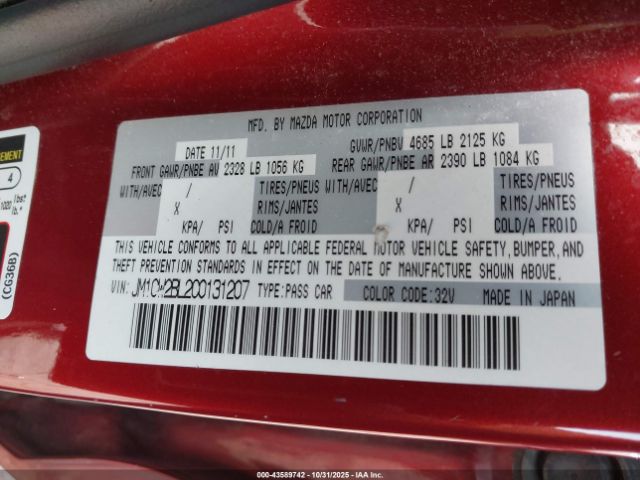 MFD. BY MAZDA MOTOR CORPORATION
DATE 11/11 GVWR/PNBV 4685 LB 2125 KG
FRONT GAWR/PNBE AV 2328 LB 1056 KG REAR GAWR/PNBE AR 2390 LB 1084 KG
WITH/AVEC / TIRES/PNEUS WITH/AVEC / TIRES/PNEUS
X RIMS/JANTES X RIMS/JANTES
KPA/ PSI COLD/A FROID KPA/ PSI COLD/A FROID
THIS VEHICLE CONFORMS TO ALL APPLICABLE FEDERAL MOTOR VEHICLE SAFETY, BUMPER, AND
THEFT PREVENTION STANDARDS IN EFFECT ON THE DATE OF MANUFACTURE SHOWN ABOVE.
VIN: JM1CW2BL2C0131207 TYPE:PASS CAR COLOR CODE:32V MADE IN JAPAN
4
(CG36B)
000-43589742 - 10/31/2025 - IAA Inc.